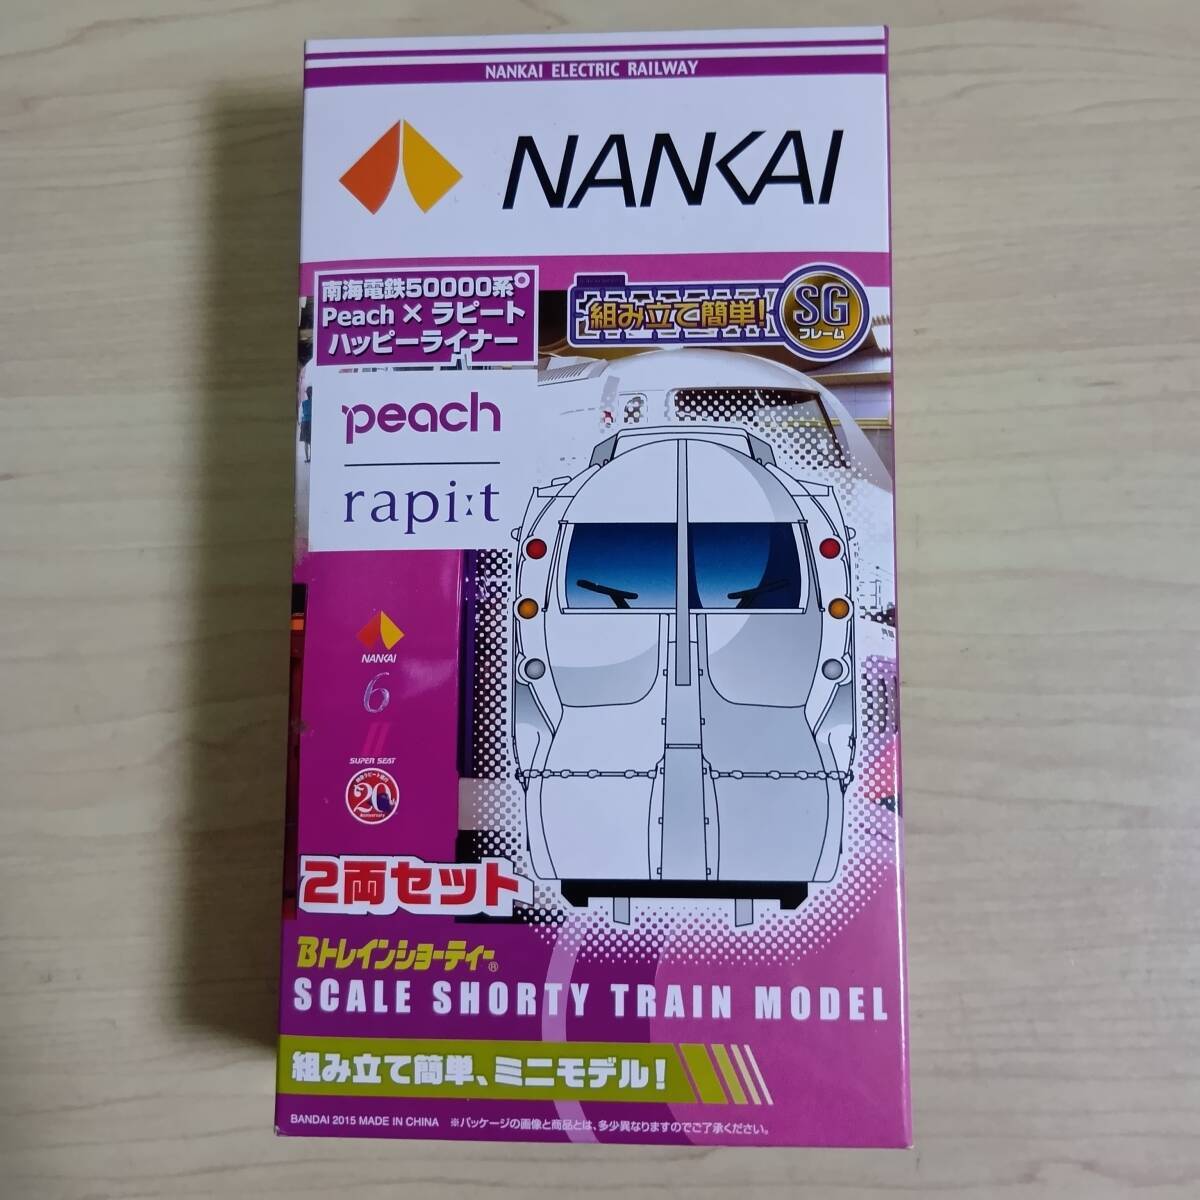 NANKAI ELECTRIC RAILWAY
NANKAI
南海電鉄50000系
Peach × ラピート
ハッピーライナー
組み立て簡単!
SG
フレーム
peach
rapi:t
NANKAI
6
SUPER SEAT
20
Anniversary
2両セット
Bトレインショーティー®
SCALE SHORTY TRAIN MODEL
組み立て簡単、ミニモデル!
BANDAI 2015 MADE IN CHINA ※パッケージの画像と商品とは、多少異なりますのでご了承ください。